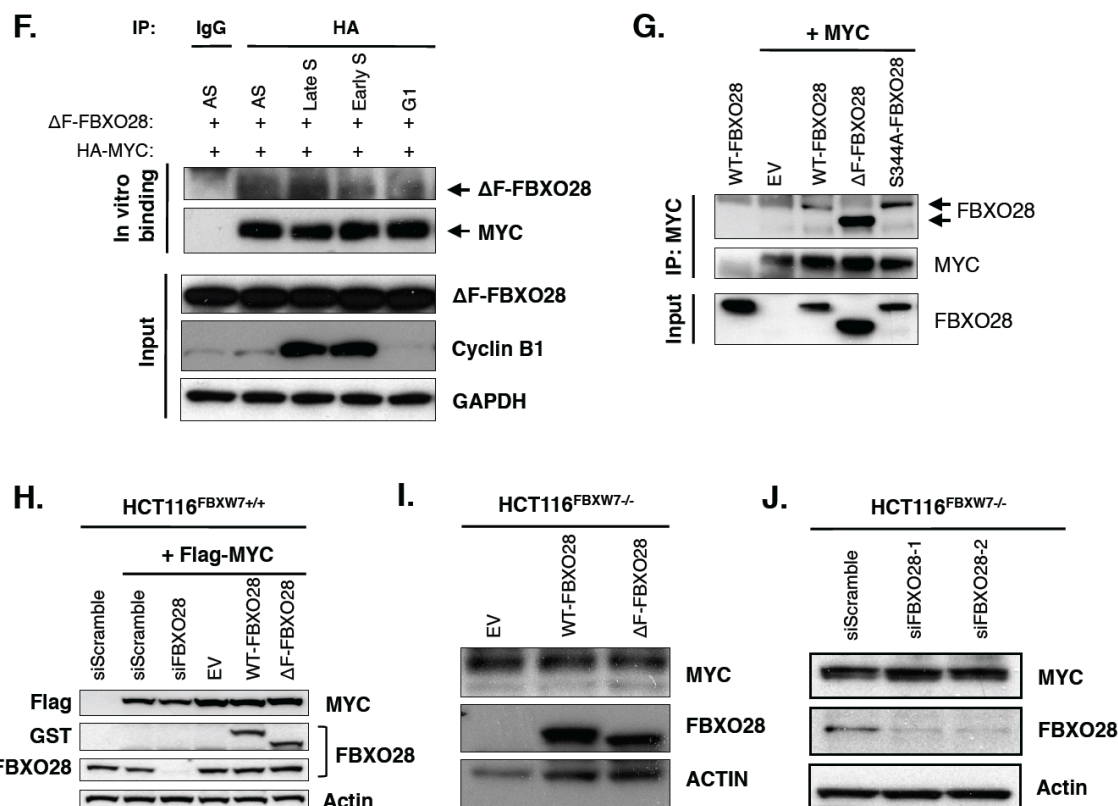 F.
IP: IgG HA
AS AS Late S Early S G1
ΔF-FBXO28: + + + + +
HA-MYC: + + + + +
In vitro binding
ΔF-FBXO28
MYC
Input
ΔF-FBXO28
Cyclin B1
GAPDH
G.
+ MYC
WT-FBXO28 EV WT-FBXO28 ΔF-FBXO28 S344A-FBXO28
IP: MYC
FBXO28
MYC
Input
FBXO28
H.
HCT116FBXW7+/+
+ Flag-MYC
siScramble siScramble siFBXO28 EV WT-FBXO28 ΔF-FBXO28
Flag MYC
GST
FBXO28
FBXO28
Actin
I.
HCT116FBXW7-/-
EV WT-FBXO28 ΔF-FBXO28
MYC
FBXO28
ACTIN
J.
HCT116FBXW7-/-
siScramble siFBXO28-1 siFBXO28-2
MYC
FBXO28
Actin